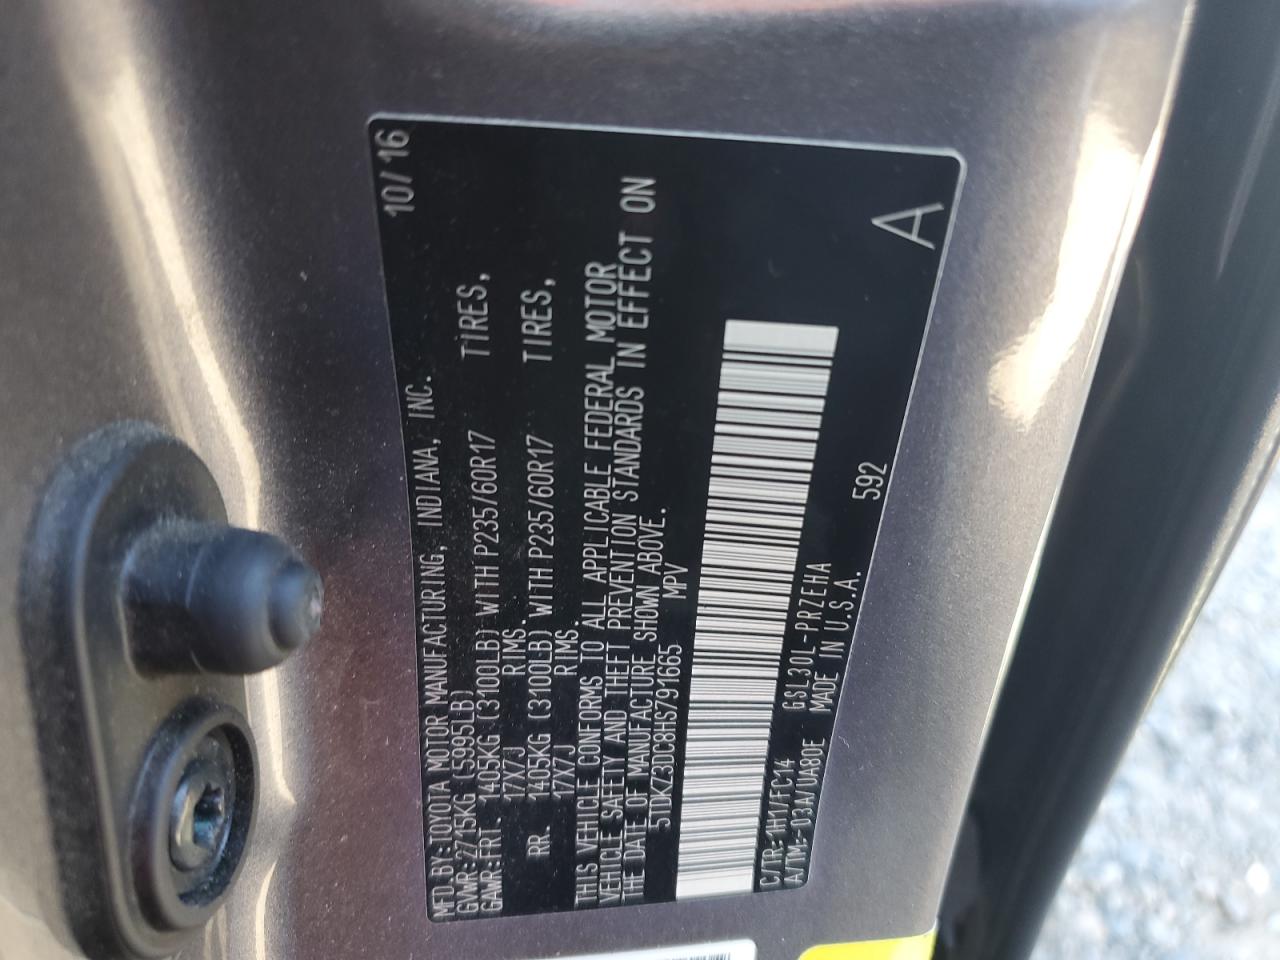 MFD.BY:TOYOTA MOTOR MANUFACTURING, INDIANA, INC. 10/16
GVWR:2715KG (5995LB)
GAWR:FRT. 1405KG (3100LB) WITH P235/60R17 TIRES,
17X7J RIMS.
RR. 1405KG (3100LB) WITH P235/60R17 TIRES,
17X7J RIMS
THIS VEHICLE CONFORMS TO ALL APPLICABLE FEDERAL MOTOR
VEHICLE SAFETY AND THEFT PREVENTION STANDARDS IN EFFECT ON
THE DATE OF MANUFACTURE SHOWN ABOVE.
5TDKZ3DC8HS791665 MPV
C/TR:1H1/FC14 GSL30L-PRZEHA
A/TM:-03A/UA80E MADE IN U.S.A. 592
A